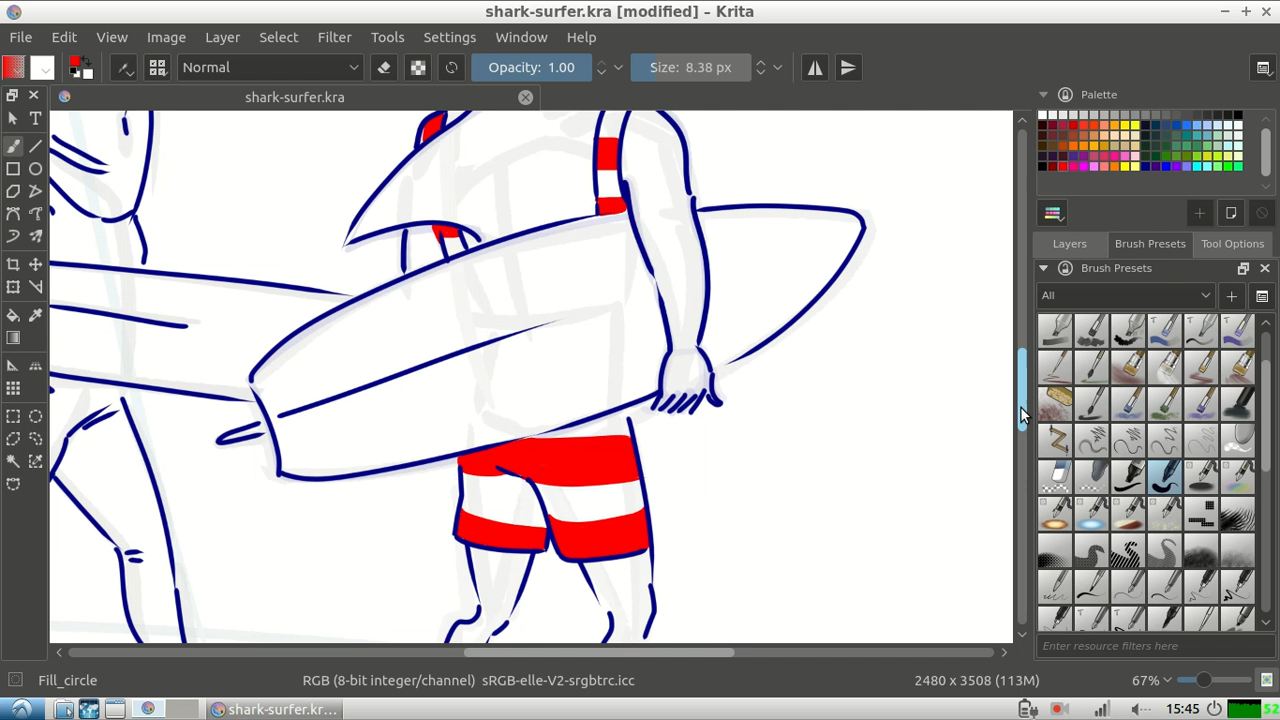 shark-surfer.kra [modified] – Krita
File Edit View Image Layer Select Filter Tools Settings Window Help
Normal Opacity: 1.00 Size: 8.38 px
shark-surfer.kra
Palette
Layers Brush Presets Tool Options
Brush Presets
All
Enter resource filters here
Fill_circle RGB (8-bit integer/channel) sRGB-elle-V2-srgbtrc.icc 2480 x 3508 (113M) 67%
shark-surfer.kr... 15:45 52